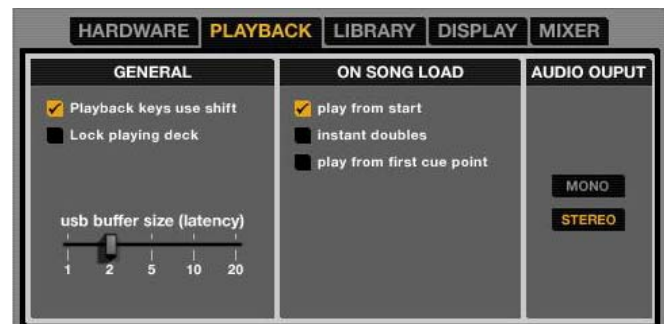 HARDWARE PLAYBACK LIBRARY DISPLAY MIXER
GENERAL
Playback keys use shift
Lock playing deck
usb buffer size (latency)
1 2 5 10 20
ON SONG LOAD
play from start
instant doubles
play from first cue point
AUDIO OUPUT
MONO
STEREO